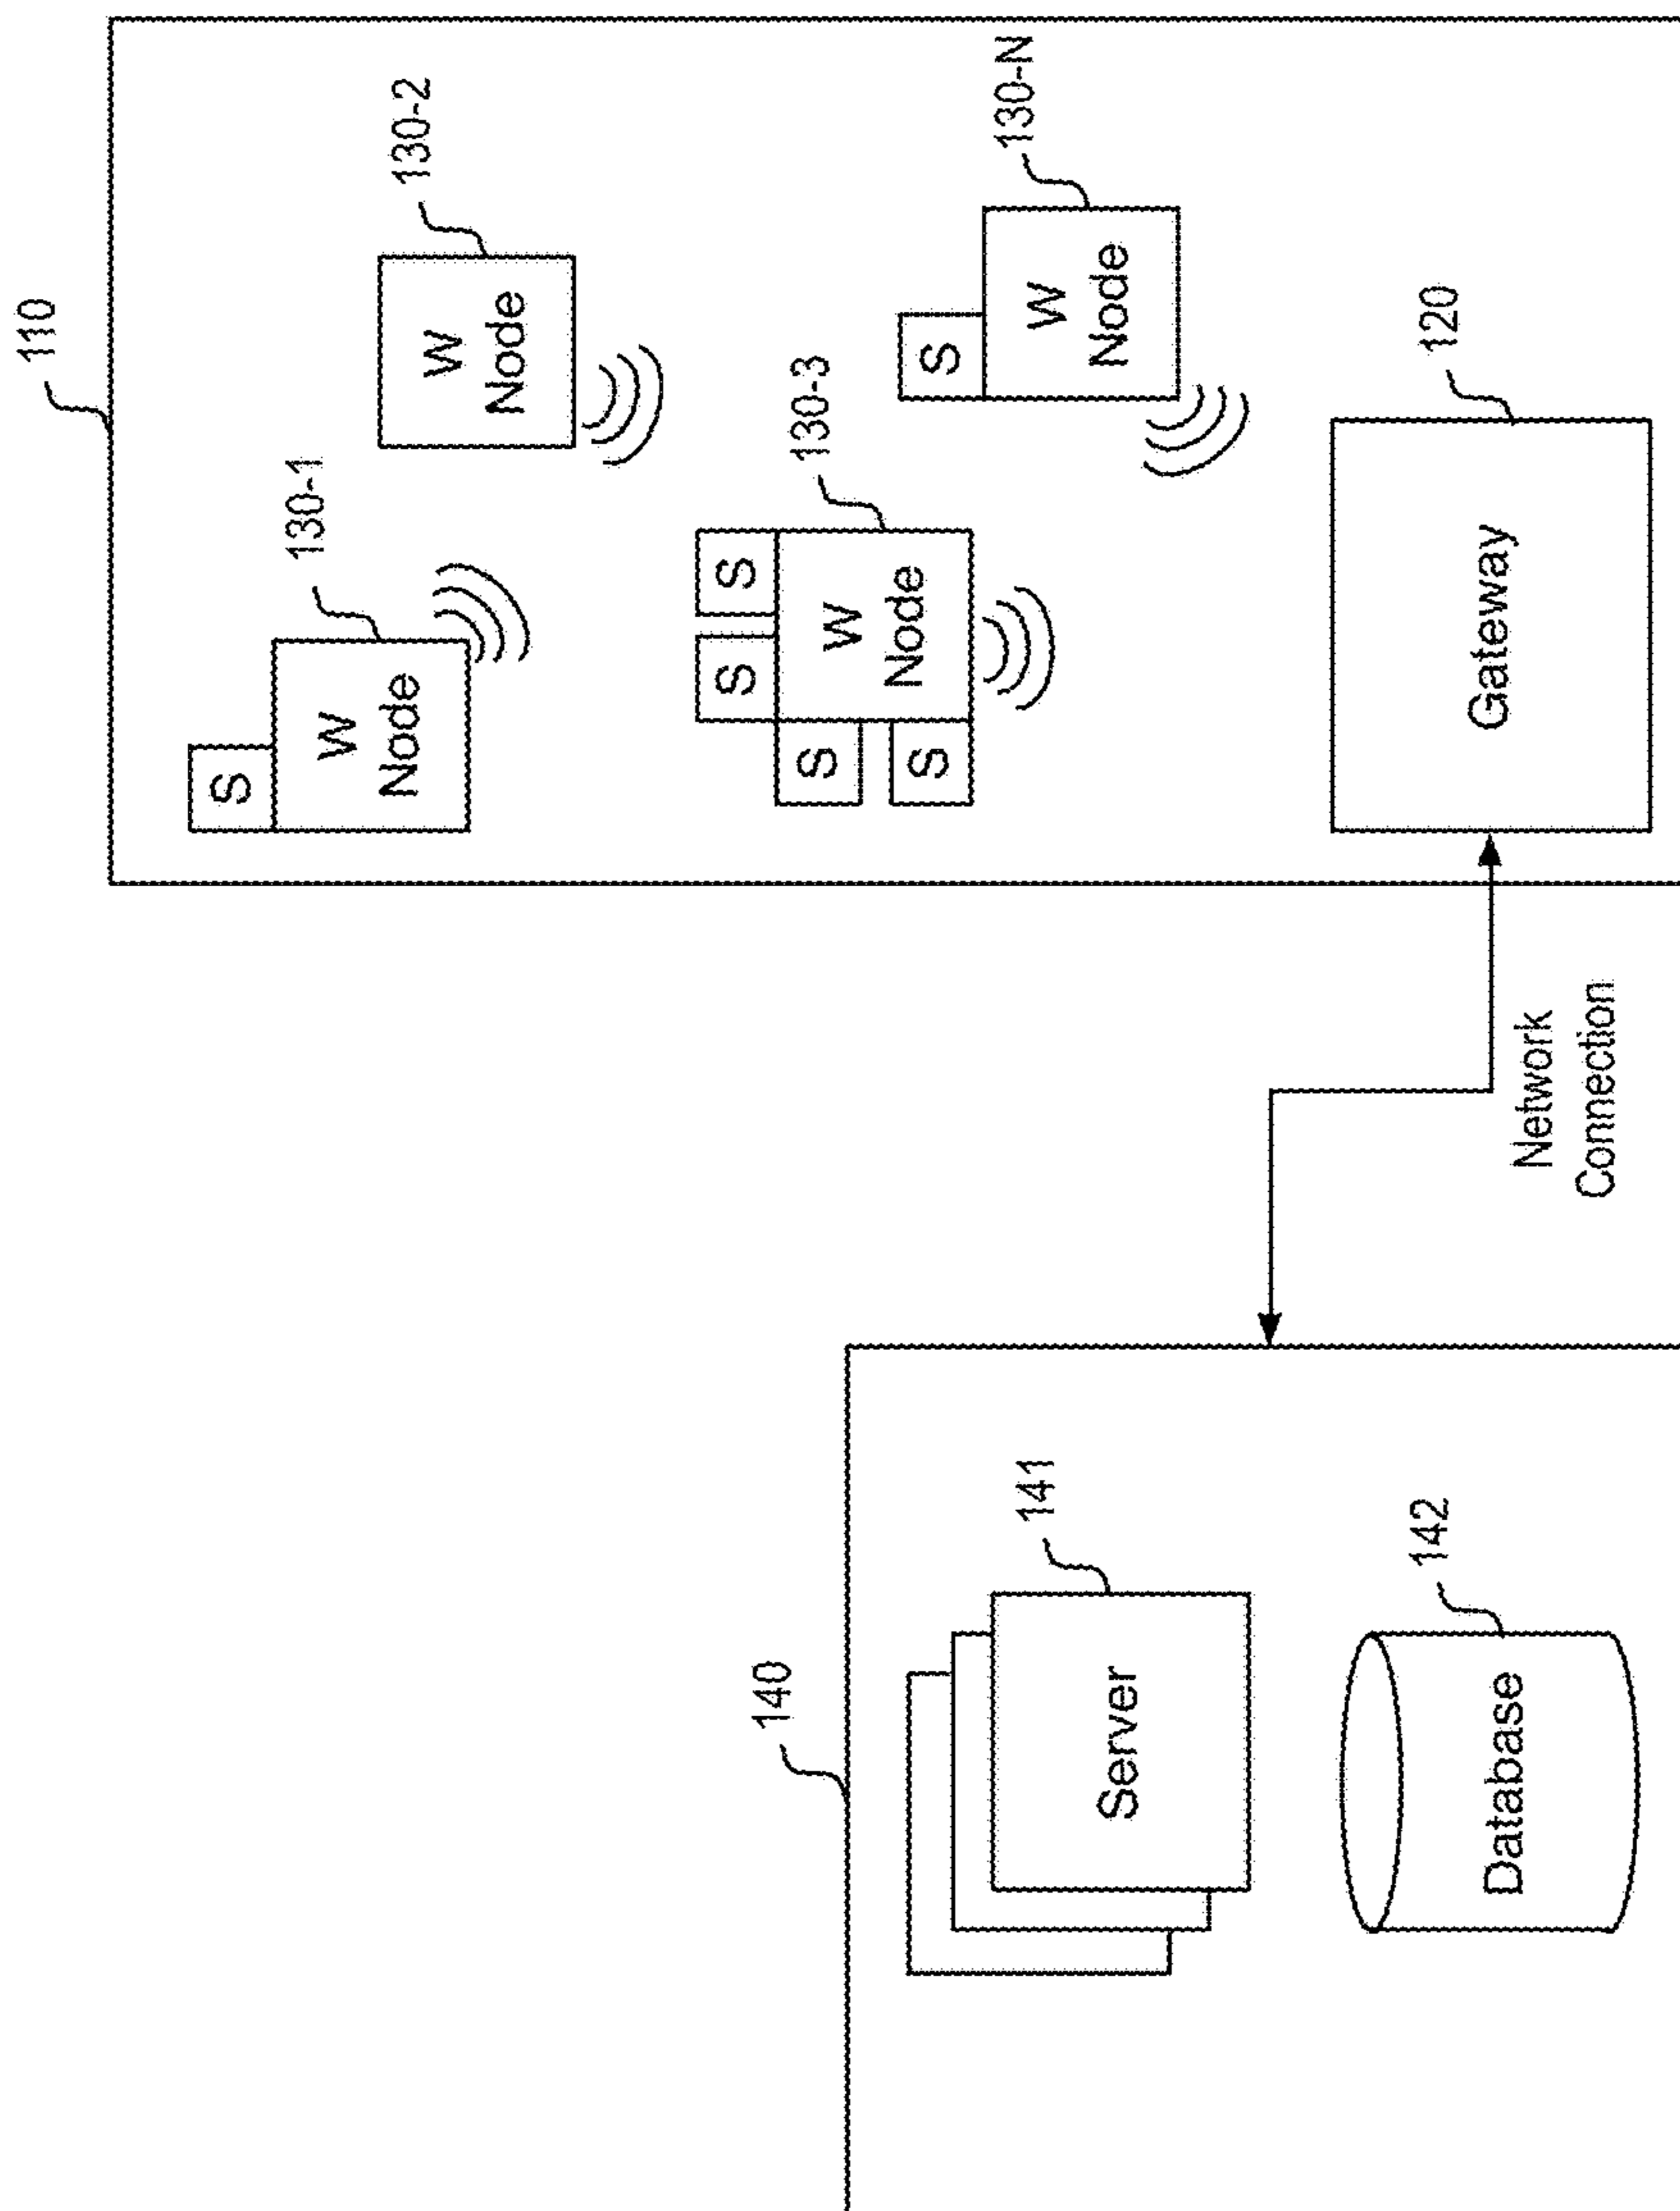 110
130-1
130-2
S
W
Node
W
Node
130-3
130-N
S
S
S
S
W
Node
S
W
Node
120
Gateway
Network
Connection
140
141
Server
142
Database